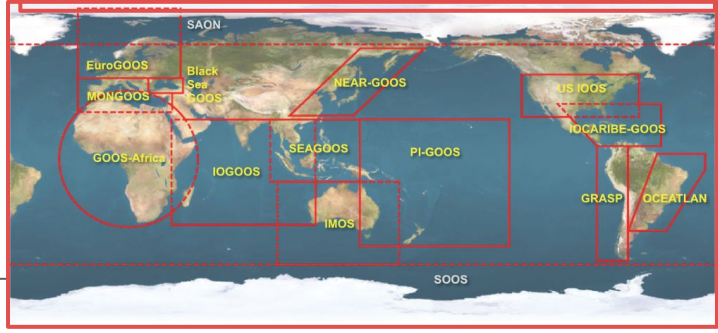 SAON
EuroGOOS
Black
Sea
GOOS
MONGOOS
NEAR-GOOS
US IOOS
IOCARIBE-GOOS
GOOS-Africa
IOGOOS
SEAGOOS
PI-GOOS
GRASP
OCEATLAN
IMOS
SOOS